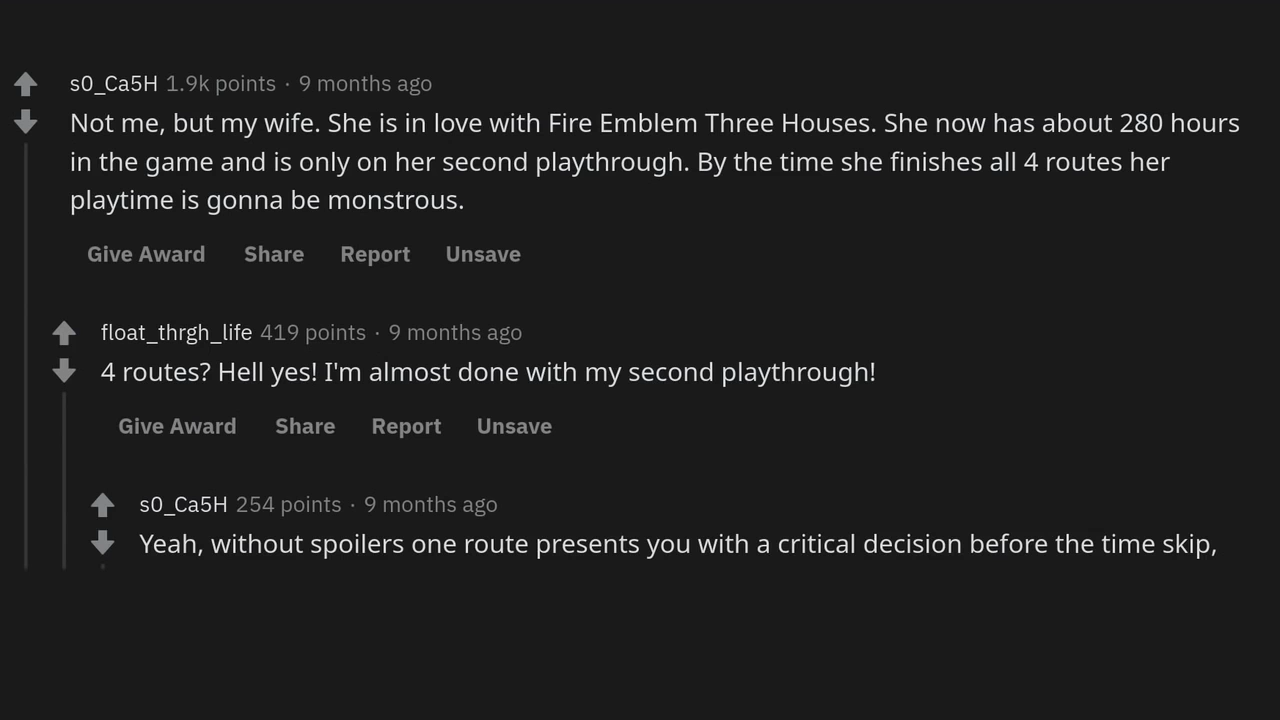 s0_Ca5H 1.9k points · 9 months ago
Not me, but my wife. She is in love with Fire Emblem Three Houses. She now has about 280 hours
in the game and is only on her second playthrough. By the time she finishes all 4 routes her
playtime is gonna be monstrous.
Give Award Share Report Unsave
float_thrgh_life 419 points · 9 months ago
4 routes? Hell yes! I'm almost done with my second playthrough!
Give Award Share Report Unsave
s0_Ca5H 254 points · 9 months ago
Yeah, without spoilers one route presents you with a critical decision before the time skip,